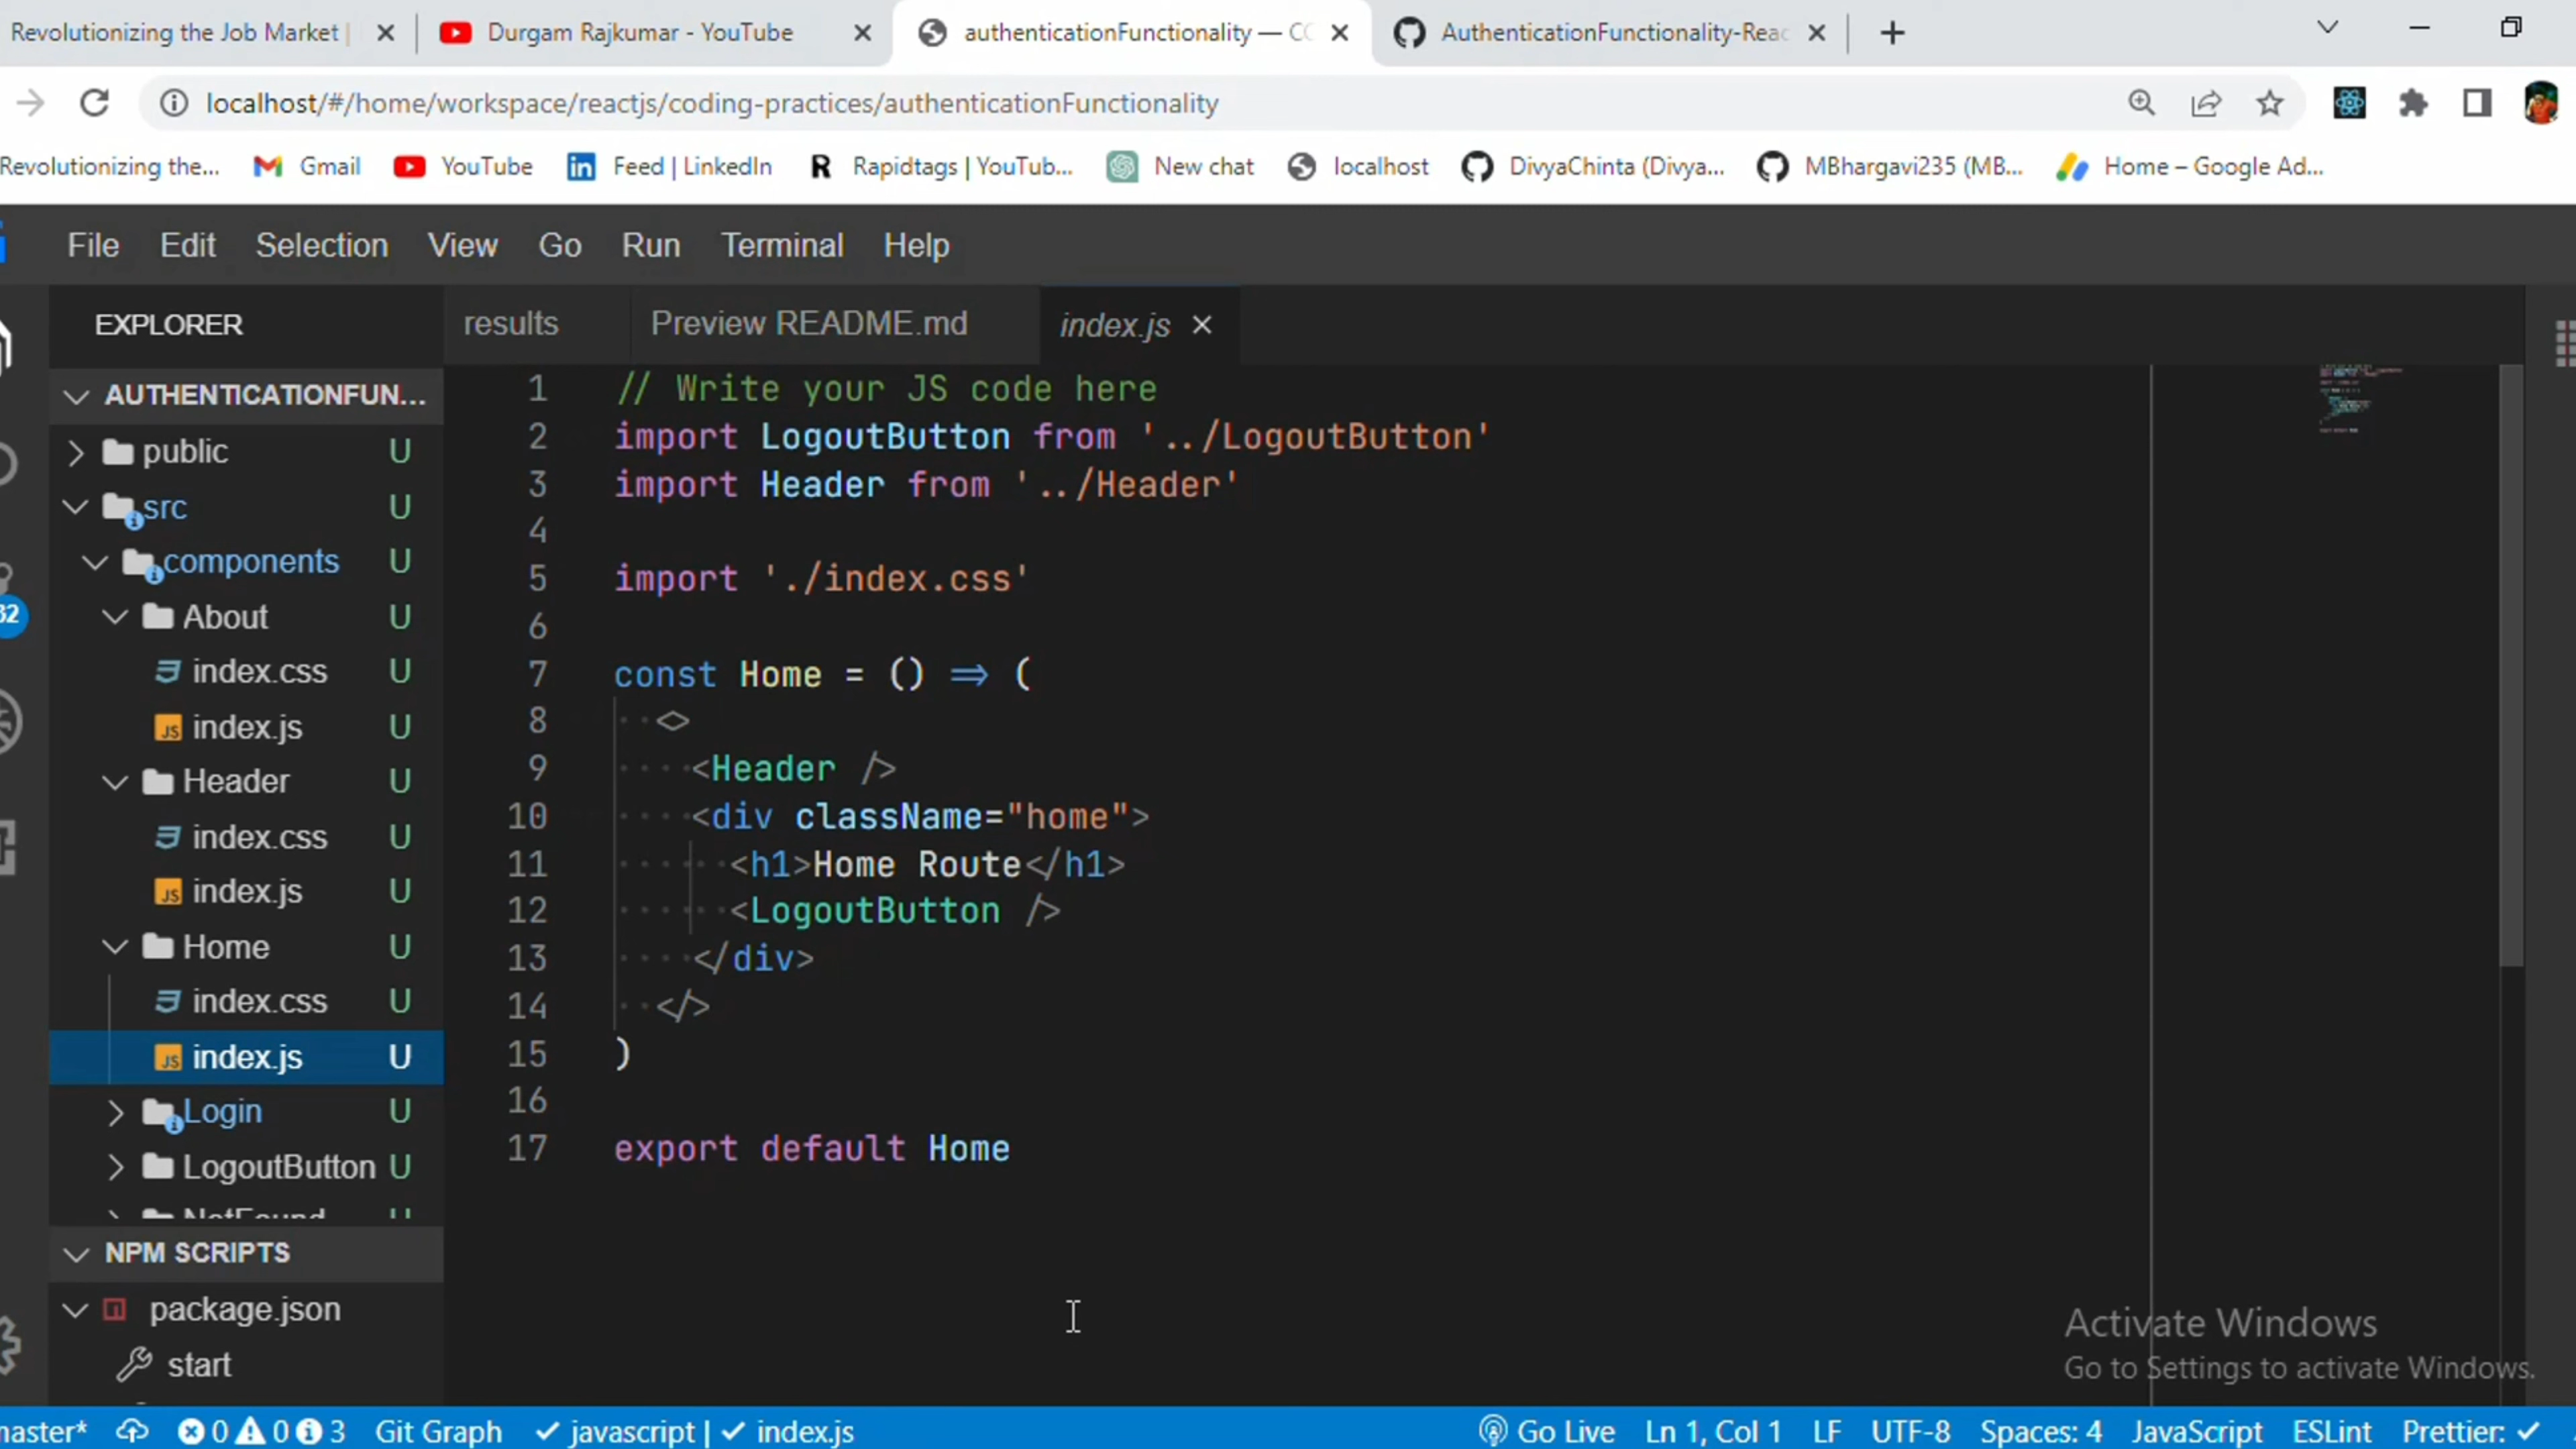 Revolutionizing the Job Market |
Durgam Rajkumar - YouTube
authenticationFunctionality — CC
AuthenticationFunctionality-Reac
localhost/#/home/workspace/reactjs/coding-practices/authenticationFunctionality
Revolutionizing the...
Gmail
YouTube
Feed | LinkedIn
Rapidtags | YouTub...
New chat
localhost
DivyaChinta (Divya...
MBhargavi235 (MB...
Home – Google Ad...
File Edit Selection View Go Run Terminal Help
EXPLORER
AUTHENTICATIONFUN...
public U
src U
components U
About U
index.css U
JS index.js U
Header U
index.css U
JS index.js U
Home U
index.css U
JS index.js U
Login U
LogoutButton U
NotFound U
NPM SCRIPTS
package.json
start
results
Preview README.md
index.js
1 // Write your JS code here
2 import LogoutButton from '../LogoutButton'
3 import Header from '../Header'
4
5 import './index.css'
6
7 const Home = () => (
8 <>
9 <Header />
10 <div className="home">
11 <h1>Home Route</h1>
12 <LogoutButton />
13 </div>
14 </>
15 )
16
17 export default Home
Activate Windows
Go to Settings to activate Windows.
master* 0 0 3 Git Graph javascript | index.js Go Live Ln 1, Col 1 LF UTF-8 Spaces: 4 JavaScript ESLint Prettier: